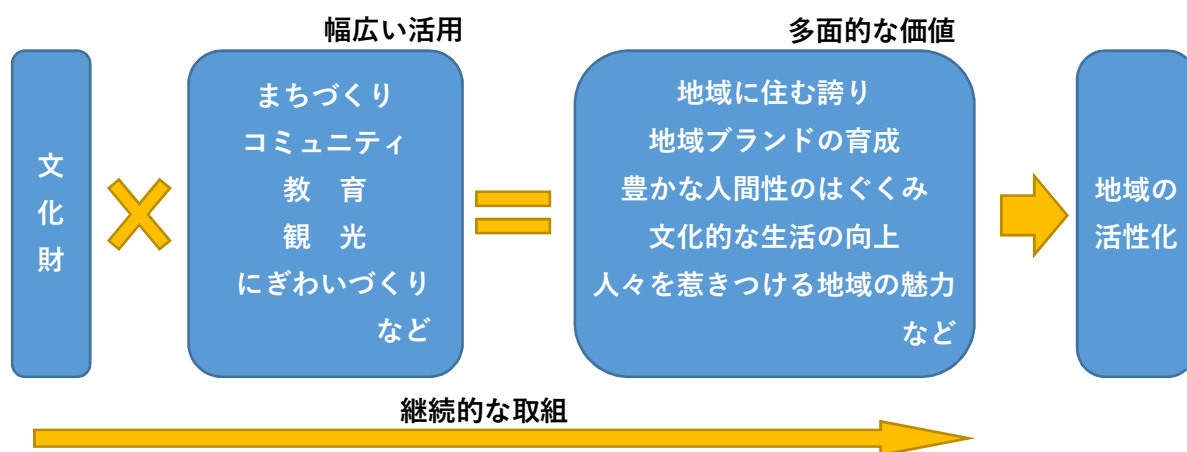 幅広い活用
多面的な価値
文
化
財
まちづくり
コミュニティ
教　育
観　光
にぎわいづくり
など
地域に住む誇り
地域ブランドの育成
豊かな人間性のはぐくみ
文化的な生活の向上
人々を惹きつける地域の魅力
など
地域の
活性化
継続的な取組